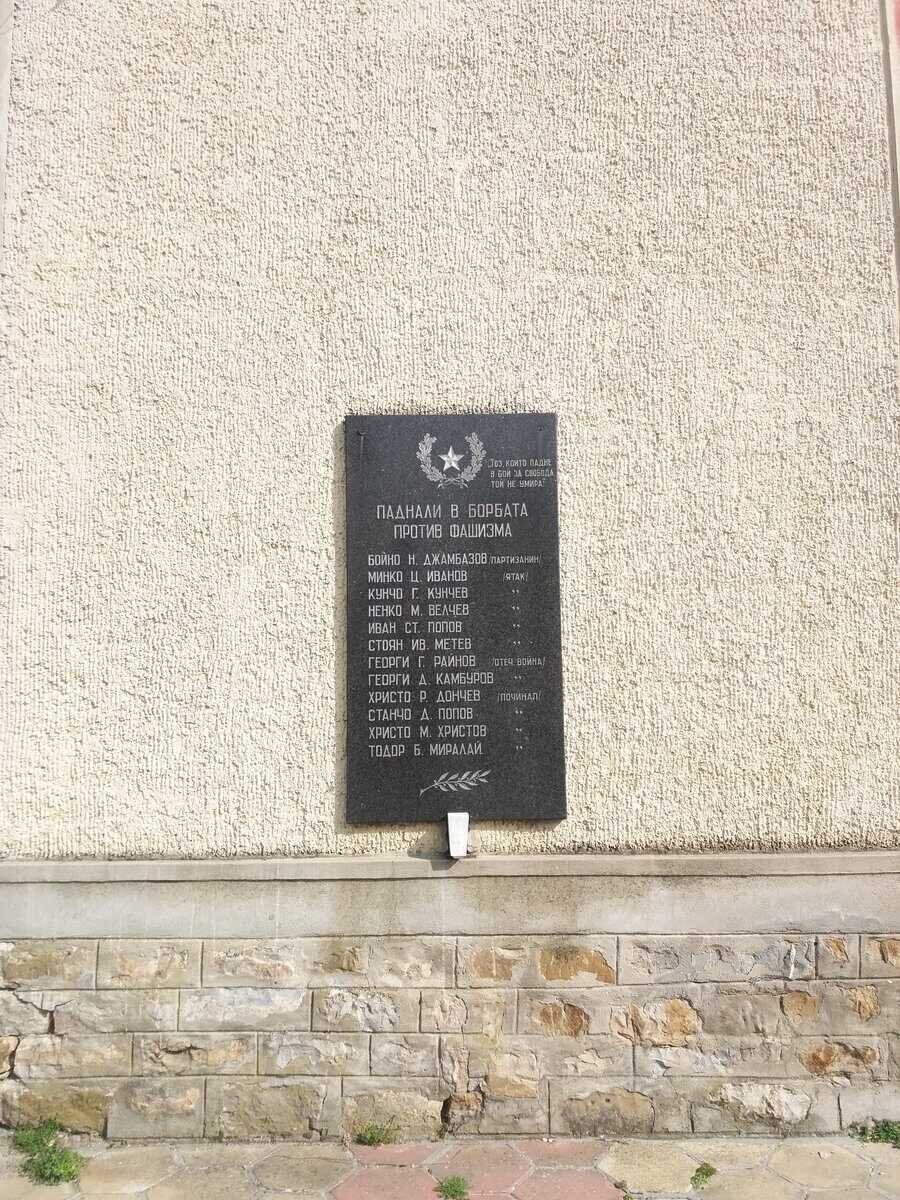 "ТОЗ, КОЙТО ПАДНЕ
В БОЙ ЗА СВОБОДА
ТОЙ НЕ УМИРА"
ПАДНАЛИ В БОРБАТА
ПРОТИВ ФАШИЗМА
БОЙНО Н. ДЖАМБАЗОВ /ПАРТИЗАНИН/
МИНКО Ц. ИВАНОВ /ЯТАК/
КУНЧО Г. КУНЧЕВ "
НЕНКО М. ВЕЛЧЕВ "
ИВАН СТ. ПОПОВ "
СТОЯН ИВ. МЕТЕВ "
ГЕОРГИ Г. РАЙНОВ /ОТЕЧ. ВОЙНА/
ГЕОРГИ Д. КАМБУРОВ "
ХРИСТО Р. ДОНЧЕВ /ПОЧИНАЛ/
СТАНЧО Д. ПОПОВ "
ХРИСТО М. ХРИСТОВ "
ТОДОР Б. МИРАЛАЙ "